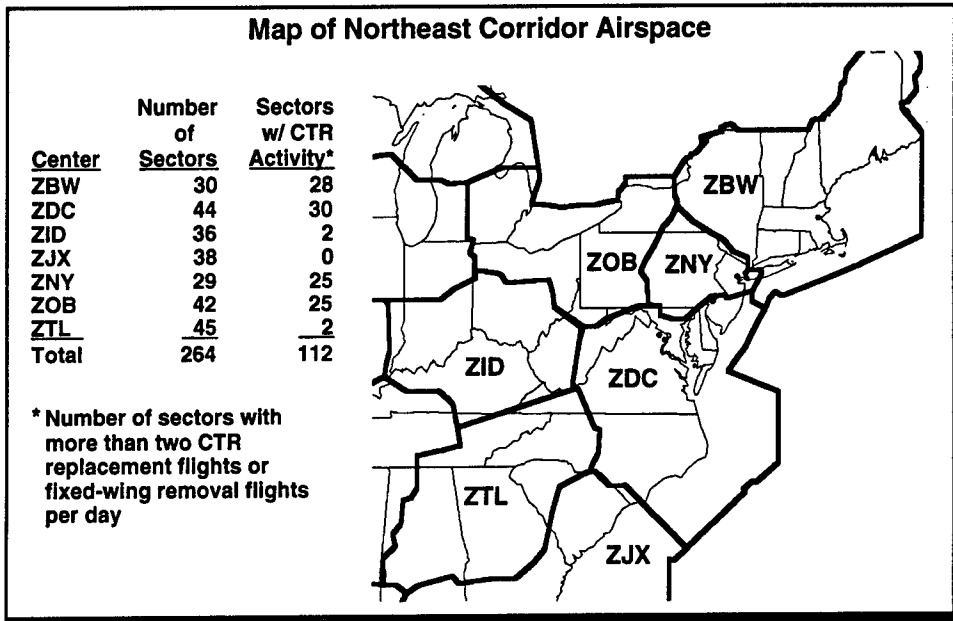 Map of Northeast Corridor Airspace
Number Sectors
of w/ CTR
Center Sectors Activity*
ZBW 30 28
ZDC 44 30
ZID 36 2
ZJX 38 0
ZNY 29 25
ZOB 42 25
ZTL 45 2
Total 264 112
* Number of sectors with
more than two CTR
replacement flights or
fixed-wing removal flights
per day
ZBW
ZOB
ZNY
ZID
ZDC
ZTL
ZJX